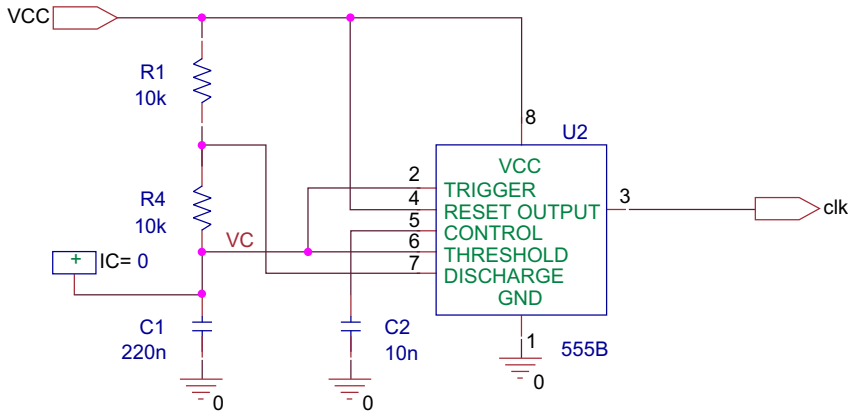 VCC
R1
10k
R4
10k
VC
+ IC= 0
C1
220n
0
C2
10n
0
8
U2
VCC
2 TRIGGER
4 RESET OUTPUT 3
5 CONTROL
6 THRESHOLD
7 DISCHARGE
GND
1
555B
0
clk